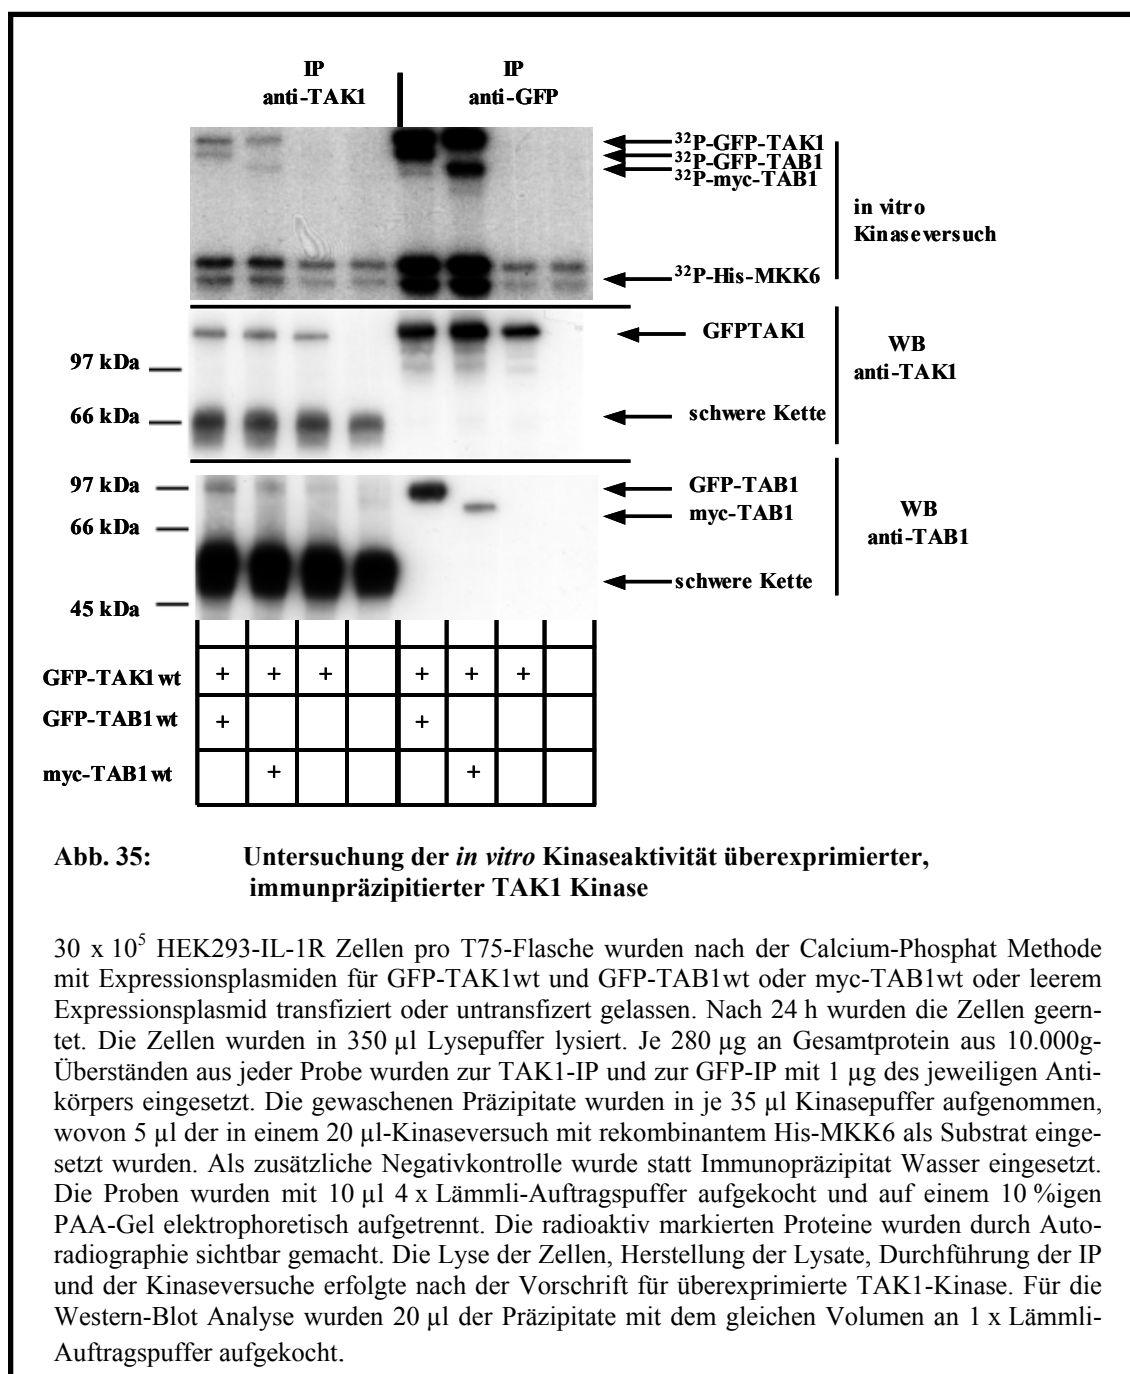 IP
anti-TAK1
IP
anti-GFP
³²P-GFP-TAK1
³²P-GFP-TAB1
³²P-myc-TAB1
in vitro
Kinaseversuch
³²P-His-MKK6
GFPTAK1
WB
anti-TAK1
97 kDa
66 kDa
schwere Kette
97 kDa
GFP-TAB1
66 kDa
myc-TAB1
WB
anti-TAB1
schwere Kette
45 kDa
GFP-TAK1wt + + + + + +
GFP-TAB1wt + +
myc-TAB1wt + +
Abb. 35: Untersuchung der in vitro Kinaseaktivität überexprimierter,
immunpräzipitierter TAK1 Kinase
30 x 10⁵ HEK293-IL-1R Zellen pro T75-Flasche wurden nach der Calcium-Phosphat Methode
mit Expressionsplasmiden für GFP-TAK1wt und GFP-TAB1wt oder myc-TAB1wt oder leerem
Expressionsplasmid transfiziert oder untransfizert gelassen. Nach 24 h wurden die Zellen geern-
tet. Die Zellen wurden in 350 µl Lysepuffer lysiert. Je 280 µg an Gesamtprotein aus 10.000g-
Überständen aus jeder Probe wurden zur TAK1-IP und zur GFP-IP mit 1 µg des jeweiligen Anti-
körpers eingesetzt. Die gewaschenen Präzipitate wurden in je 35 µl Kinasepuffer aufgenommen,
wovon 5 µl der in einem 20 µl-Kinaseversuch mit rekombinantem His-MKK6 als Substrat einge-
setzt wurden. Als zusätzliche Negativkontrolle wurde statt Immunopräzipitat Wasser eingesetzt.
Die Proben wurden mit 10 µl 4 x Lämmli-Auftragspuffer aufgekocht und auf einem 10 %igen
PAA-Gel elektrophoretisch aufgetrennt. Die radioaktiv markierten Proteine wurden durch Auto-
radiographie sichtbar gemacht. Die Lyse der Zellen, Herstellung der Lysate, Durchführung der IP
und der Kinaseversuche erfolgte nach der Vorschrift für überexprimierte TAK1-Kinase. Für die
Western-Blot Analyse wurden 20 µl der Präzipitate mit dem gleichen Volumen an 1 x Lämmli-
Auftragspuffer aufgekocht.